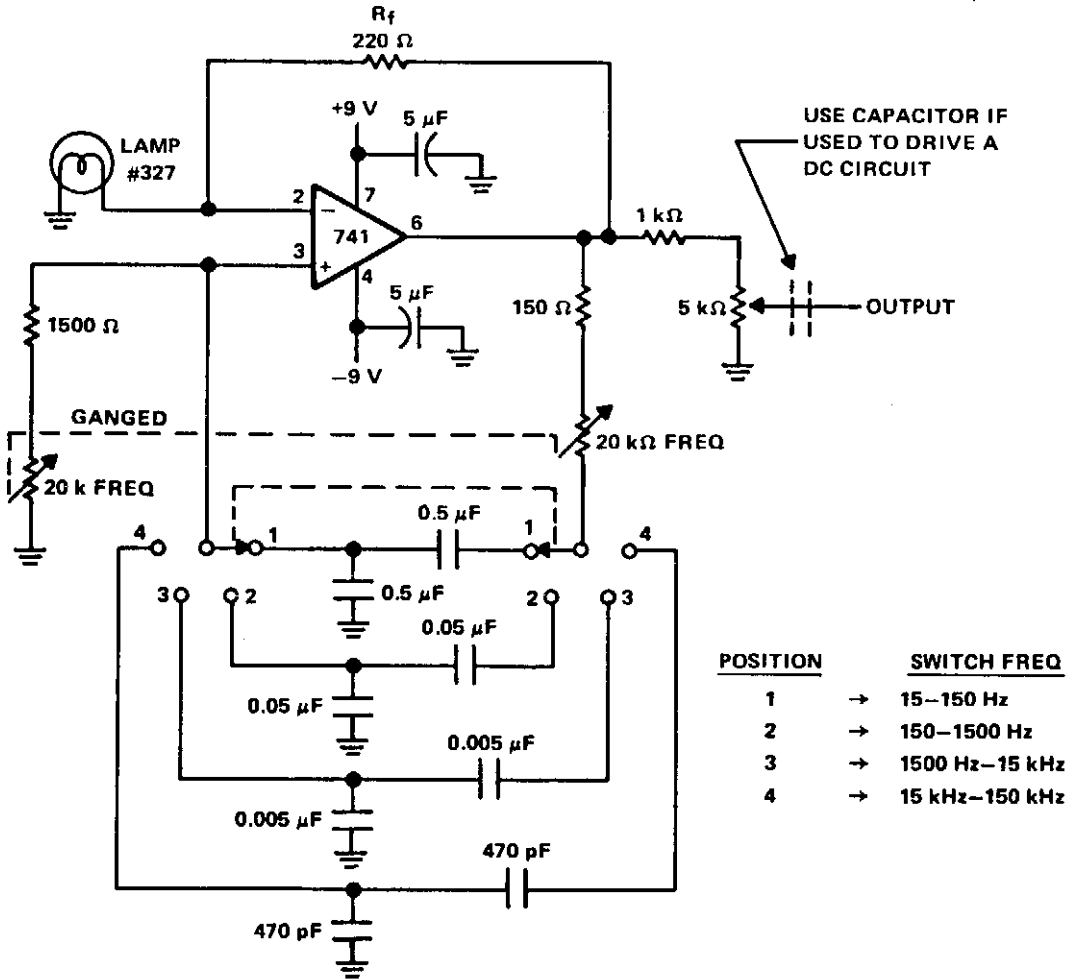 Rf
220 Ω
+9 V
5 µF
LAMP
#327
USE CAPACITOR IF
USED TO DRIVE A
DC CIRCUIT
2
7
−
741
6
3
+
4
1 kΩ
1500 Ω
5 µF
150 Ω
5 kΩ
OUTPUT
−9 V
GANGED
20 kΩ FREQ
20 k FREQ
0.5 µF
4
1
1
4
3
2
0.5 µF
2
3
0.05 µF
0.05 µF
0.005 µF
0.005 µF
470 pF
470 pF
POSITION SWITCH FREQ
1 → 15–150 Hz
2 → 150–1500 Hz
3 → 1500 Hz–15 kHz
4 → 15 kHz–150 kHz